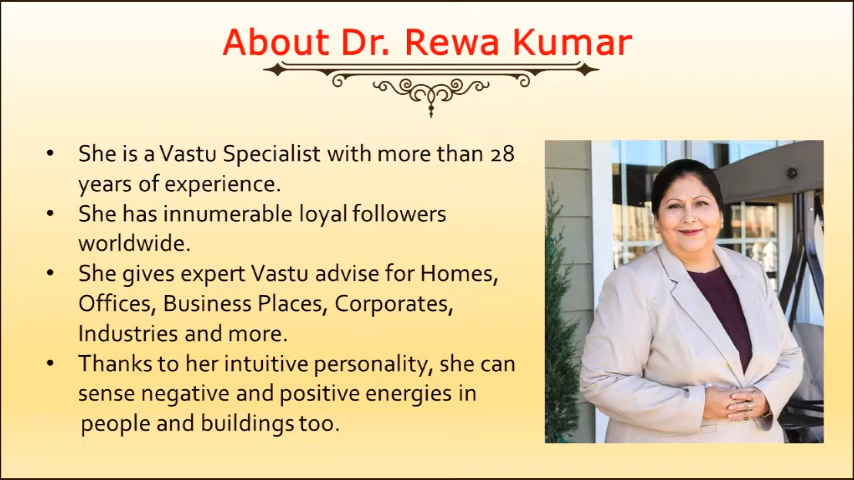 About Dr. Rewa Kumar
• She is a Vastu Specialist with more than 28
years of experience.
• She has innumerable loyal followers
worldwide.
• She gives expert Vastu advise for Homes,
Offices, Business Places, Corporates,
Industries and more.
• Thanks to her intuitive personality, she can
sense negative and positive energies in
people and buildings too.